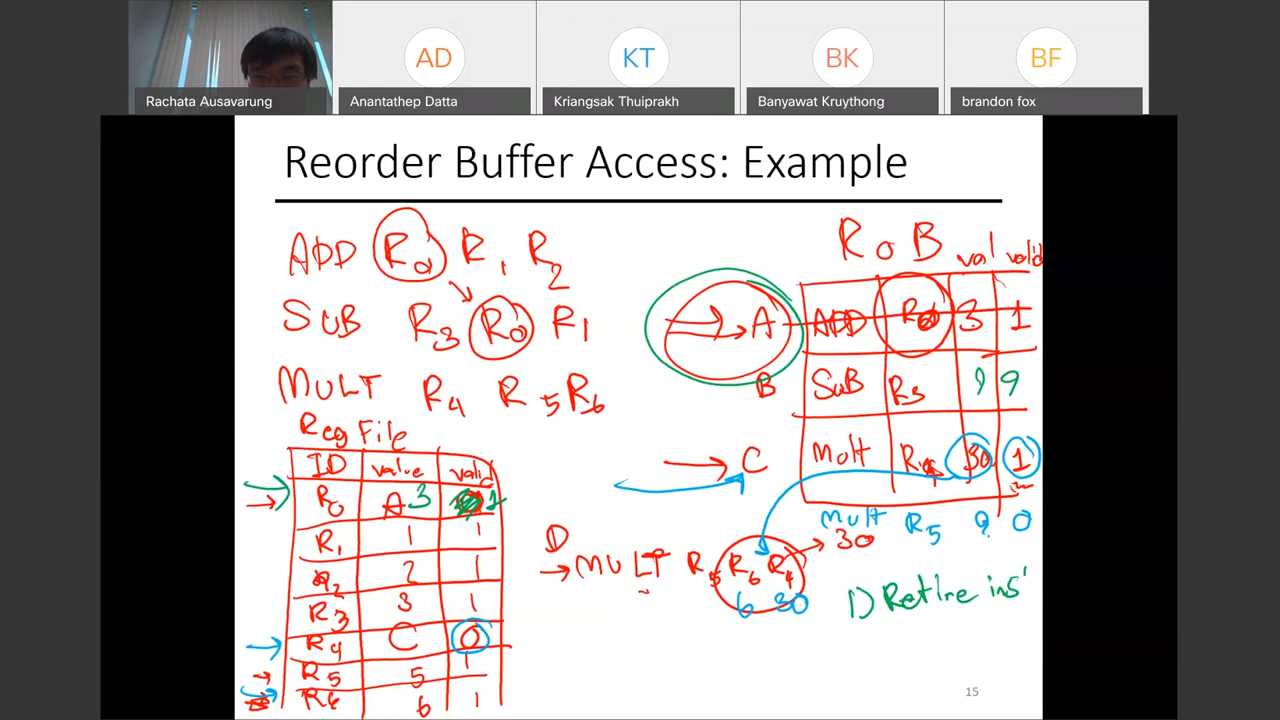 AD
KT
BK
BF
Rachata Ausavarung
Anantathep Datta
Kriangsak Thuiprakh
Banyawat Kruythong
brandon fox
Reorder Buffer Access: Example
ADD R0 R1 R2
SUB R3 R0 R1
MULT R4 R5 R6
RoB
val valid
A ADD R0 3 1
B SUB R3
C Mult R4 30 1
Mult R5 ? 0
Reg File
ID value valid
R0 A 3 1
R1 1 1
R2 2 1
R3 3 1
R4 C 0
R5 5 1
R6 6 1
D
MULT R5 R6 R4 30
6 30
1) Retire ins'
15